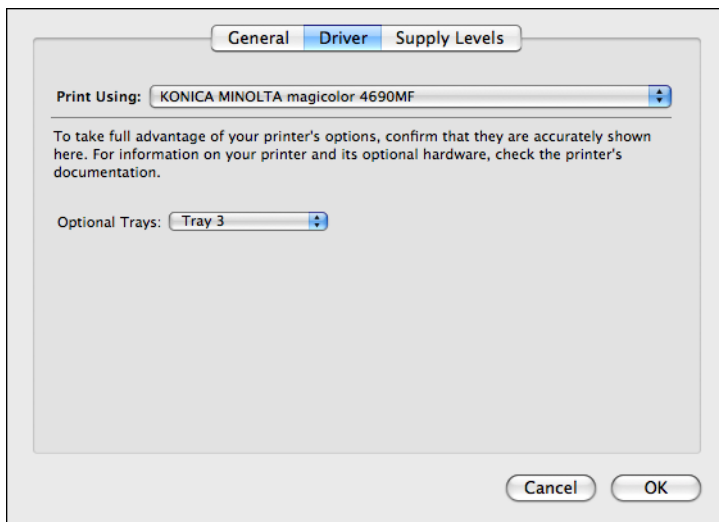 General Driver Supply Levels
Print Using: KONICA MINOLTA magicolor 4690MF
To take full advantage of your printer's options, confirm that they are accurately shown
here. For information on your printer and its optional hardware, check the printer's
documentation.
Optional Trays: Tray 3
Cancel OK